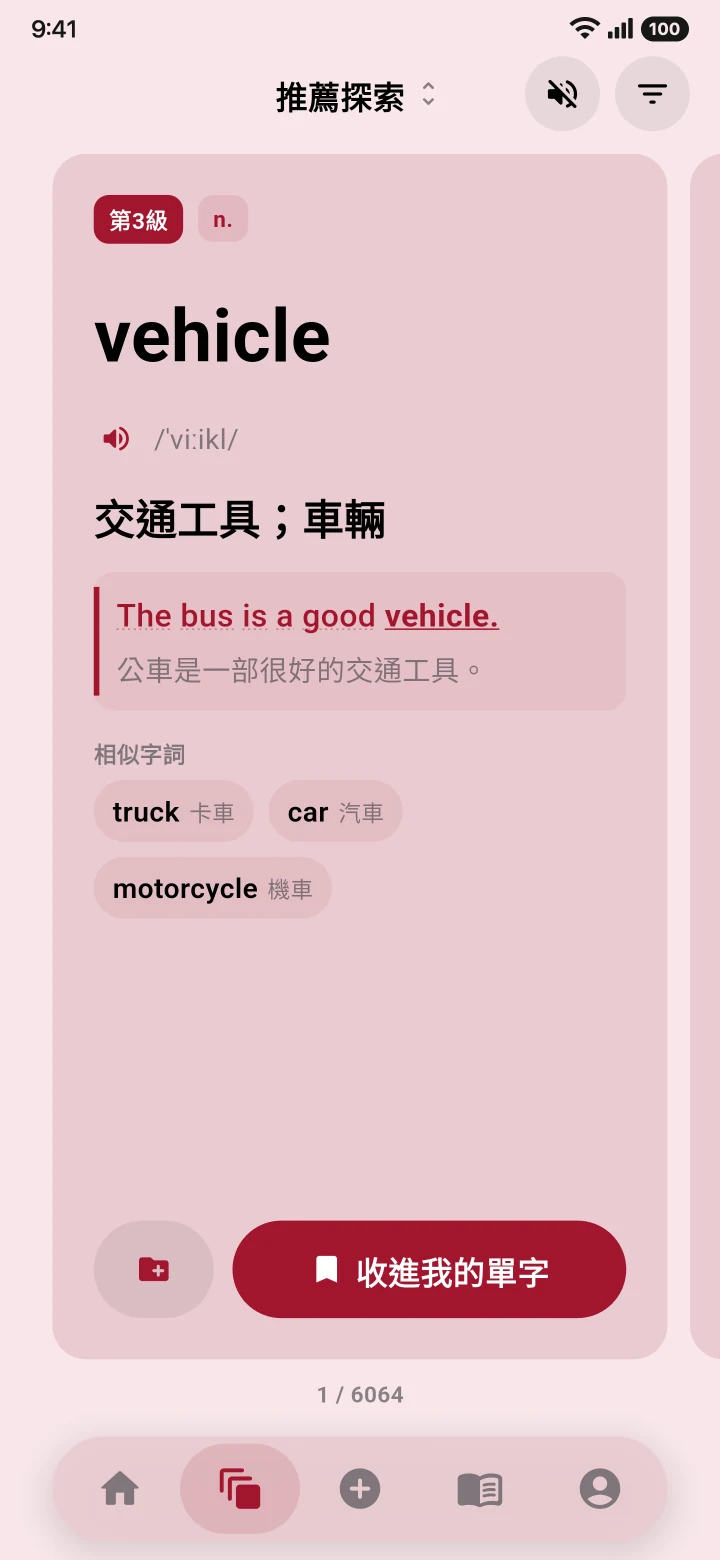 9:41
100
推薦探索
第3級 n.
vehicle
/ˈviːikl/
交通工具；車輛
The bus is a good vehicle.
公車是一部很好的交通工具。
相似字詞
truck 卡車 car 汽車
motorcycle 機車
收進我的單字
1 / 6064